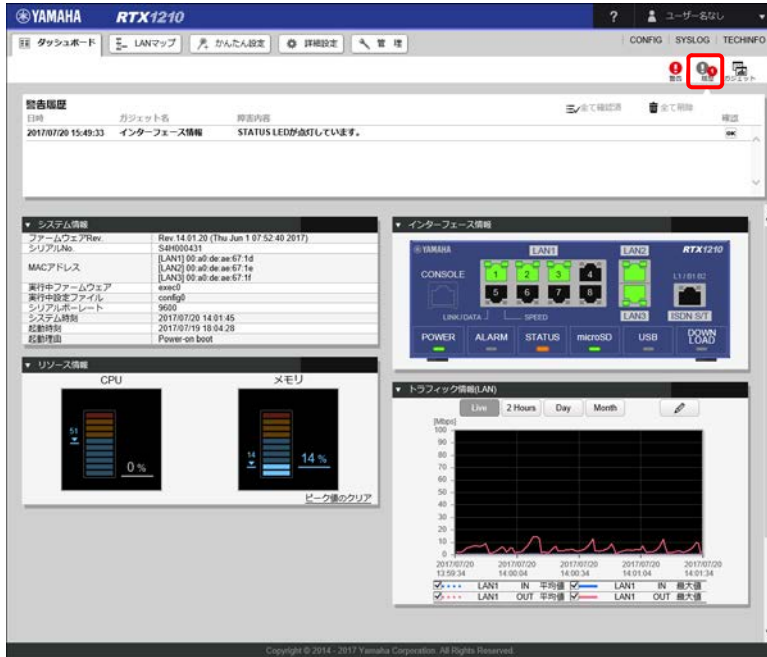 YAMAHA RTX1210 ? ユーザー名なし
ダッシュボード LANマップ かんたん設定 詳細設定 管理 CONFIG SYSLOG TECHINFO
警告 履歴 ガジェット
警告履歴 全て確認済 全て削除
日時 ガジェット名 障害内容 確認
2017/07/20 15:49:33 インターフェース情報 STATUS LEDが点灯しています。 OK
システム情報
ファームウェアRev. Rev.14.01.20 (Thu Jun 1 07:52:40 2017)
シリアルNo. S4H000431
MACアドレス [LAN1] 00:a0:de:ae:67:1d
[LAN2] 00:a0:de:ae:67:1e
[LAN3] 00:a0:de:ae:67:1f
実行中ファームウェア exec0
実行中設定ファイル config0
シリアルボーレート 9600
システム時刻 2017/07/20 14:01:45
起動時刻 2017/07/19 18:04:28
起動理由 Power-on boot
リソース情報
CPU メモリ
51 0 % 14 14 %
ピーク値のクリア
インターフェース情報
YAMAHA LAN1 LAN2 RTX1210
CONSOLE 1 2 3 4 L1 / B1 B2
5 6 7 8
LINK/DATA SPEED LAN3 ISDN S/T
POWER ALARM STATUS microSD USB DOWN LOAD
トラフィック情報(LAN)
Live 2 Hours Day Month
[Mbps]
100
90
80
70
60
50
40
30
20
10
0
2017/07/20 2017/07/20 2017/07/20 2017/07/20 2017/07/20
13:59:34 14:00:04 14:00:34 14:01:04 14:01:34
LAN1 IN 平均値 LAN1 IN 最大値
LAN1 OUT 平均値 LAN1 OUT 最大値
Copyright © 2014 - 2017 Yamaha Corporation. All Rights Reserved.